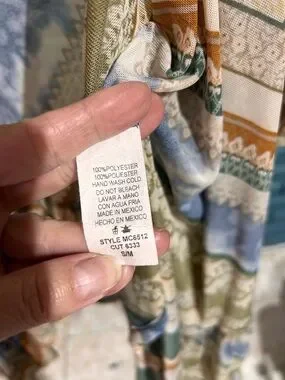 100%POLYESTER
100%POLYESTER
HAND WASH COLD
DO NOT BLEACH
LAVAR A MANO
CON AGUA FRIA
MADE IN MEXICO
HECHO EN MEXICO
STYLE MC8512
CUT 6333
S/M